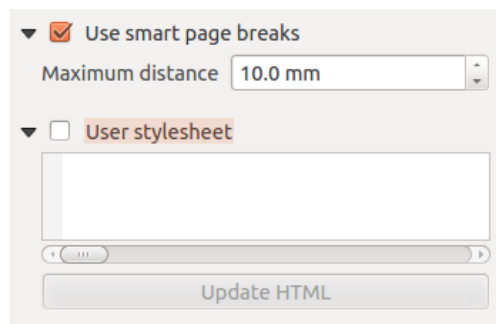 Use smart page breaks
Maximum distance 10.0 mm
User stylesheet
Update HTML